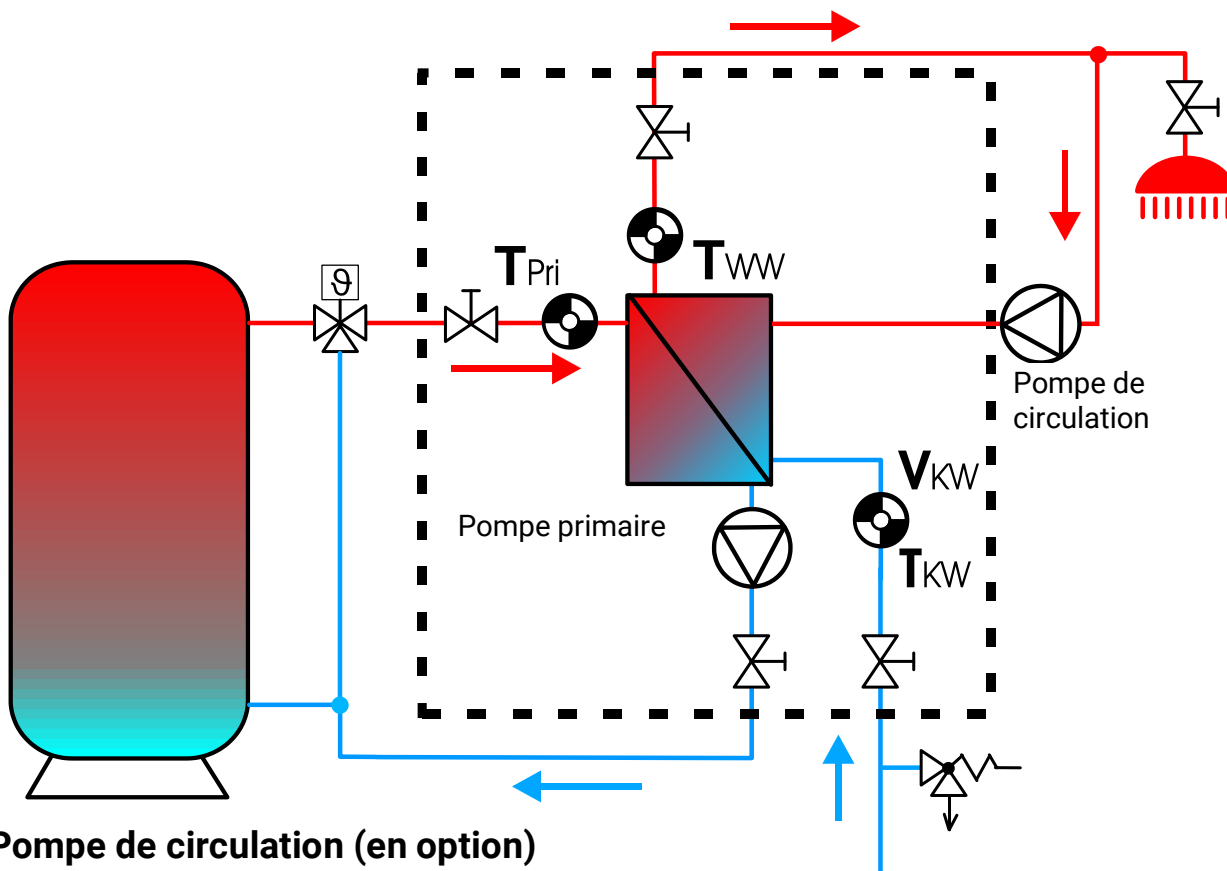 TPri
TWW
ϑ
Pompe de
circulation
VKW
Pompe primaire
TKW
Pompe de circulation (en option)